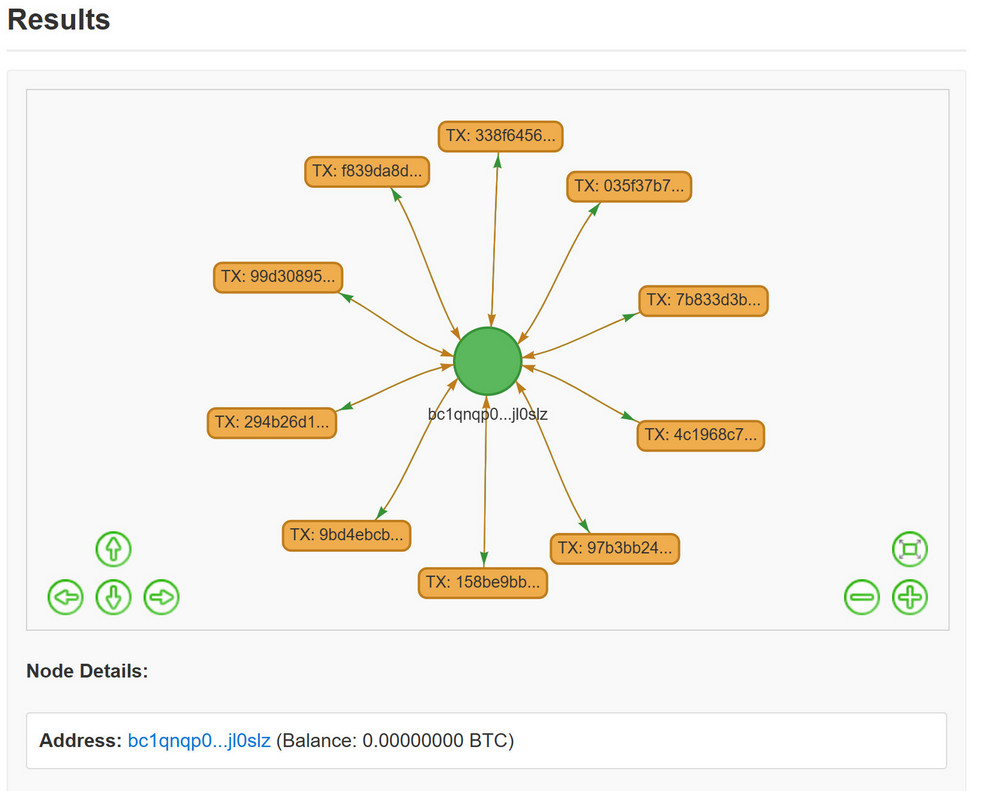 Results
TX: 338f6456...
TX: f839da8d...
TX: 035f37b7...
TX: 99d30895...
TX: 7b833d3b...
bc1qnqp0...jl0slz
TX: 294b26d1...
TX: 4c1968c7...
TX: 9bd4ebcb...
TX: 97b3bb24...
TX: 158be9bb...
Node Details:
Address: bc1qnqp0...jl0slz (Balance: 0.00000000 BTC)